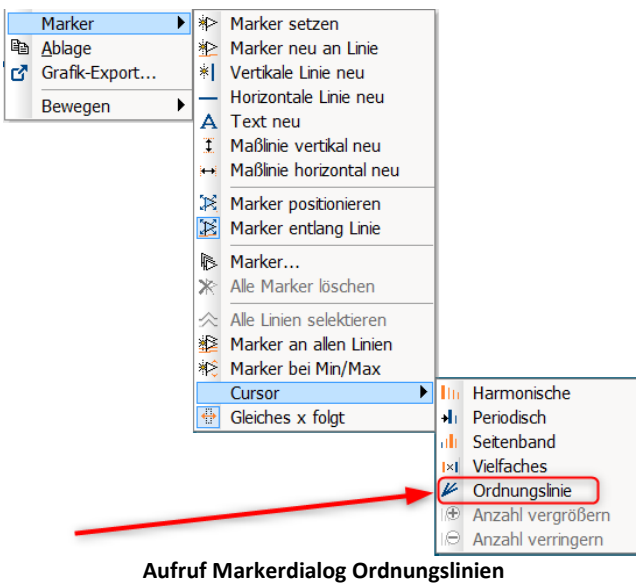 Marker
Ablage
Grafik-Export...
Bewegen
Marker setzen
Marker neu an Linie
Vertikale Linie neu
Horizontale Linie neu
Text neu
Maßlinie vertikal neu
Maßlinie horizontal neu
Marker positionieren
Marker entlang Linie
Marker...
Alle Marker löschen
Alle Linien selektieren
Marker an allen Linien
Marker bei Min/Max
Cursor
Gleiches x folgt
Harmonische
Periodisch
Seitenband
Vielfaches
Ordnungslinie
Anzahl vergrößern
Anzahl verringern
Aufruf Markerdialog Ordnungslinien